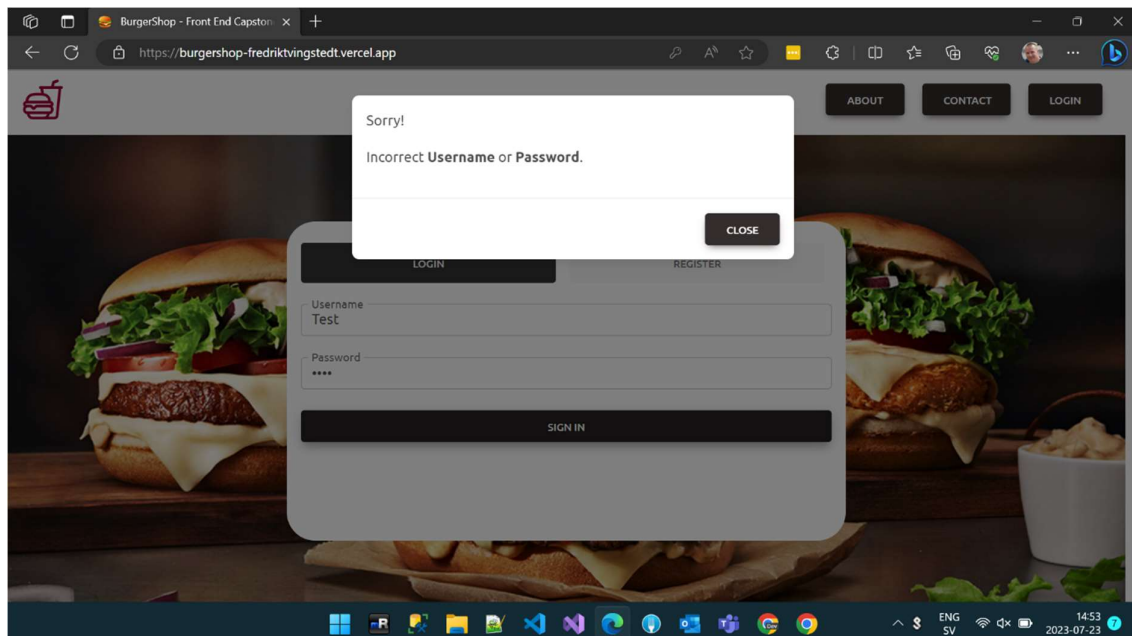 BurgerShop - Front End Capston
https://burgershop-fredriktvingstedt.vercel.app
ABOUT
CONTACT
LOGIN
Sorry!
Incorrect Username or Password.
CLOSE
LOGIN
REGISTER
Username
Test
Password
••••
SIGN IN
ENG
SV
14:53
2023-07-23
7